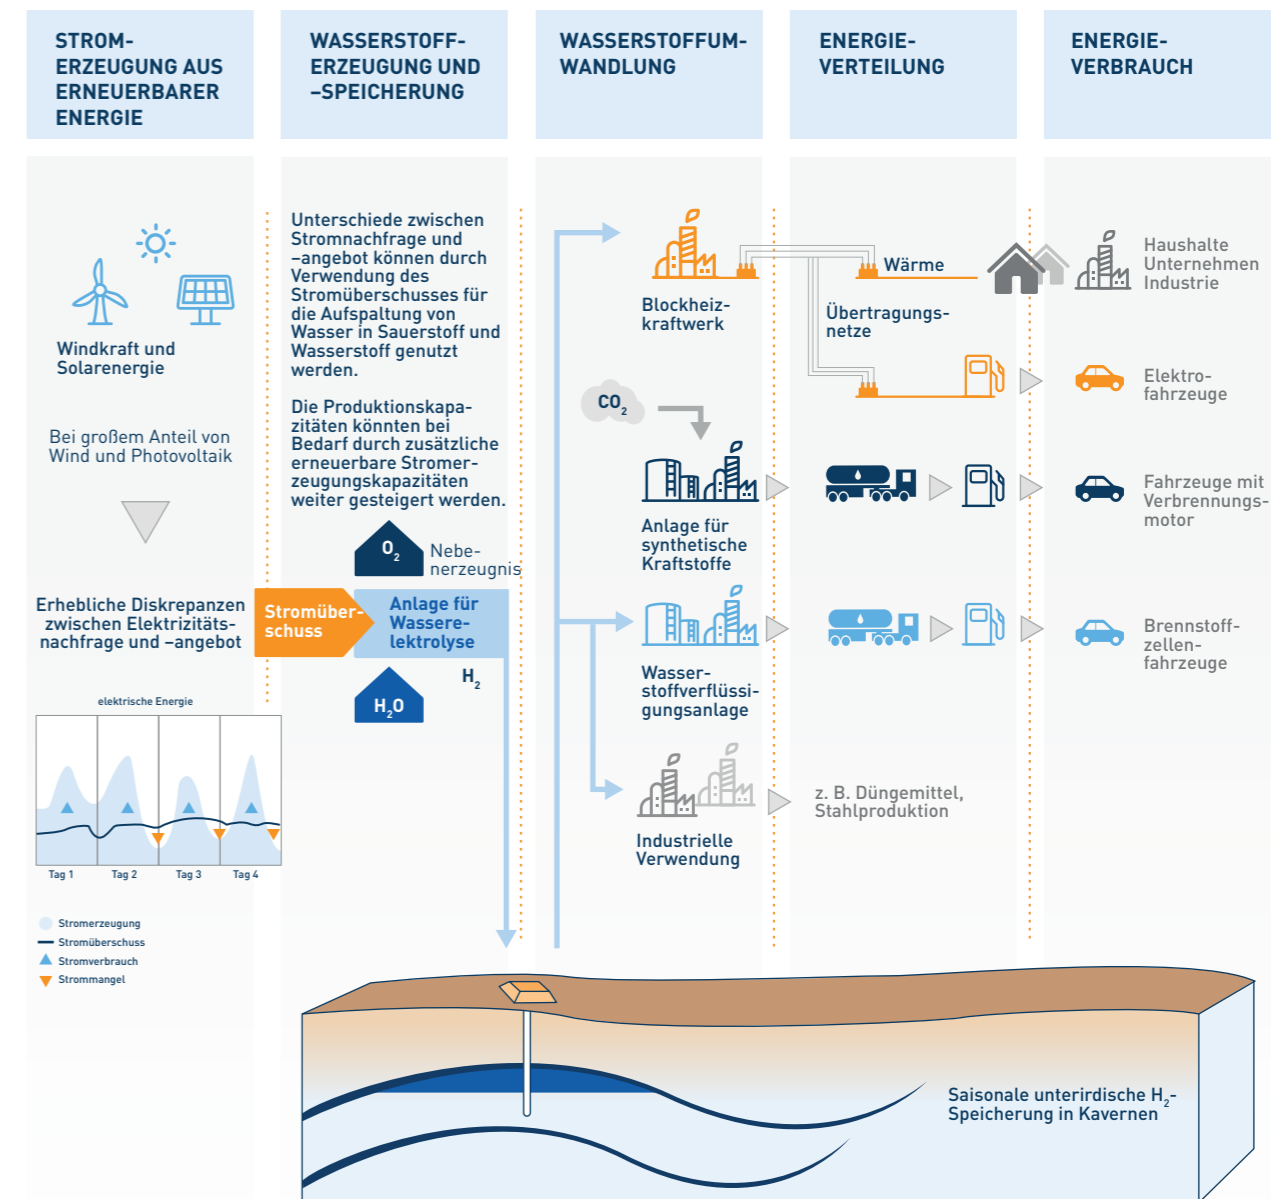 STROM-
ERZEUGUNG AUS
ERNEUERBARER
ENERGIE
WASSERSTOFF-
ERZEUGUNG UND
–SPEICHERUNG
WASSERSTOFFUM-
WANDLUNG
ENERGIE-
VERTEILUNG
ENERGIE-
VERBRAUCH
Windkraft und
Solarenergie
Bei großem Anteil von
Wind und Photovoltaik
Erhebliche Diskrepanzen
zwischen Elektrizitäts-
nachfrage und –angebot
elektrische Energie
Tag 1 Tag 2 Tag 3 Tag 4
Stromerzeugung
Stromüberschuss
Stromverbrauch
Strommangel
Unterschiede zwischen
Stromnachfrage und
–angebot können durch
Verwendung des
Stromüberschusses für
die Aufspaltung von
Wasser in Sauerstoff und
Wasserstoff genutzt
werden.
Die Produktionskapa-
zitäten könnten bei
Bedarf durch zusätzliche
erneuerbare Stromer-
zeugungskapazitäten
weiter gesteigert werden.
O2
Nebe-
nerzeugnis
Stromüber-
schuss
Anlage für
Wassere-
lektrolyse
H2
H2O
Blockheiz-
kraftwerk
CO2
Anlage für
synthetische
Kraftstoffe
Wasser-
stoffverflüssi-
gungsanlage
Industrielle
Verwendung
Wärme
Übertragungs-
netze
z. B. Düngemittel,
Stahlproduktion
Haushalte
Unternehmen
Industrie
Elektro-
fahrzeuge
Fahrzeuge mit
Verbrennungs-
motor
Brennstoff-
zellen-
fahrzeuge
Saisonale unterirdische H2-
Speicherung in Kavernen